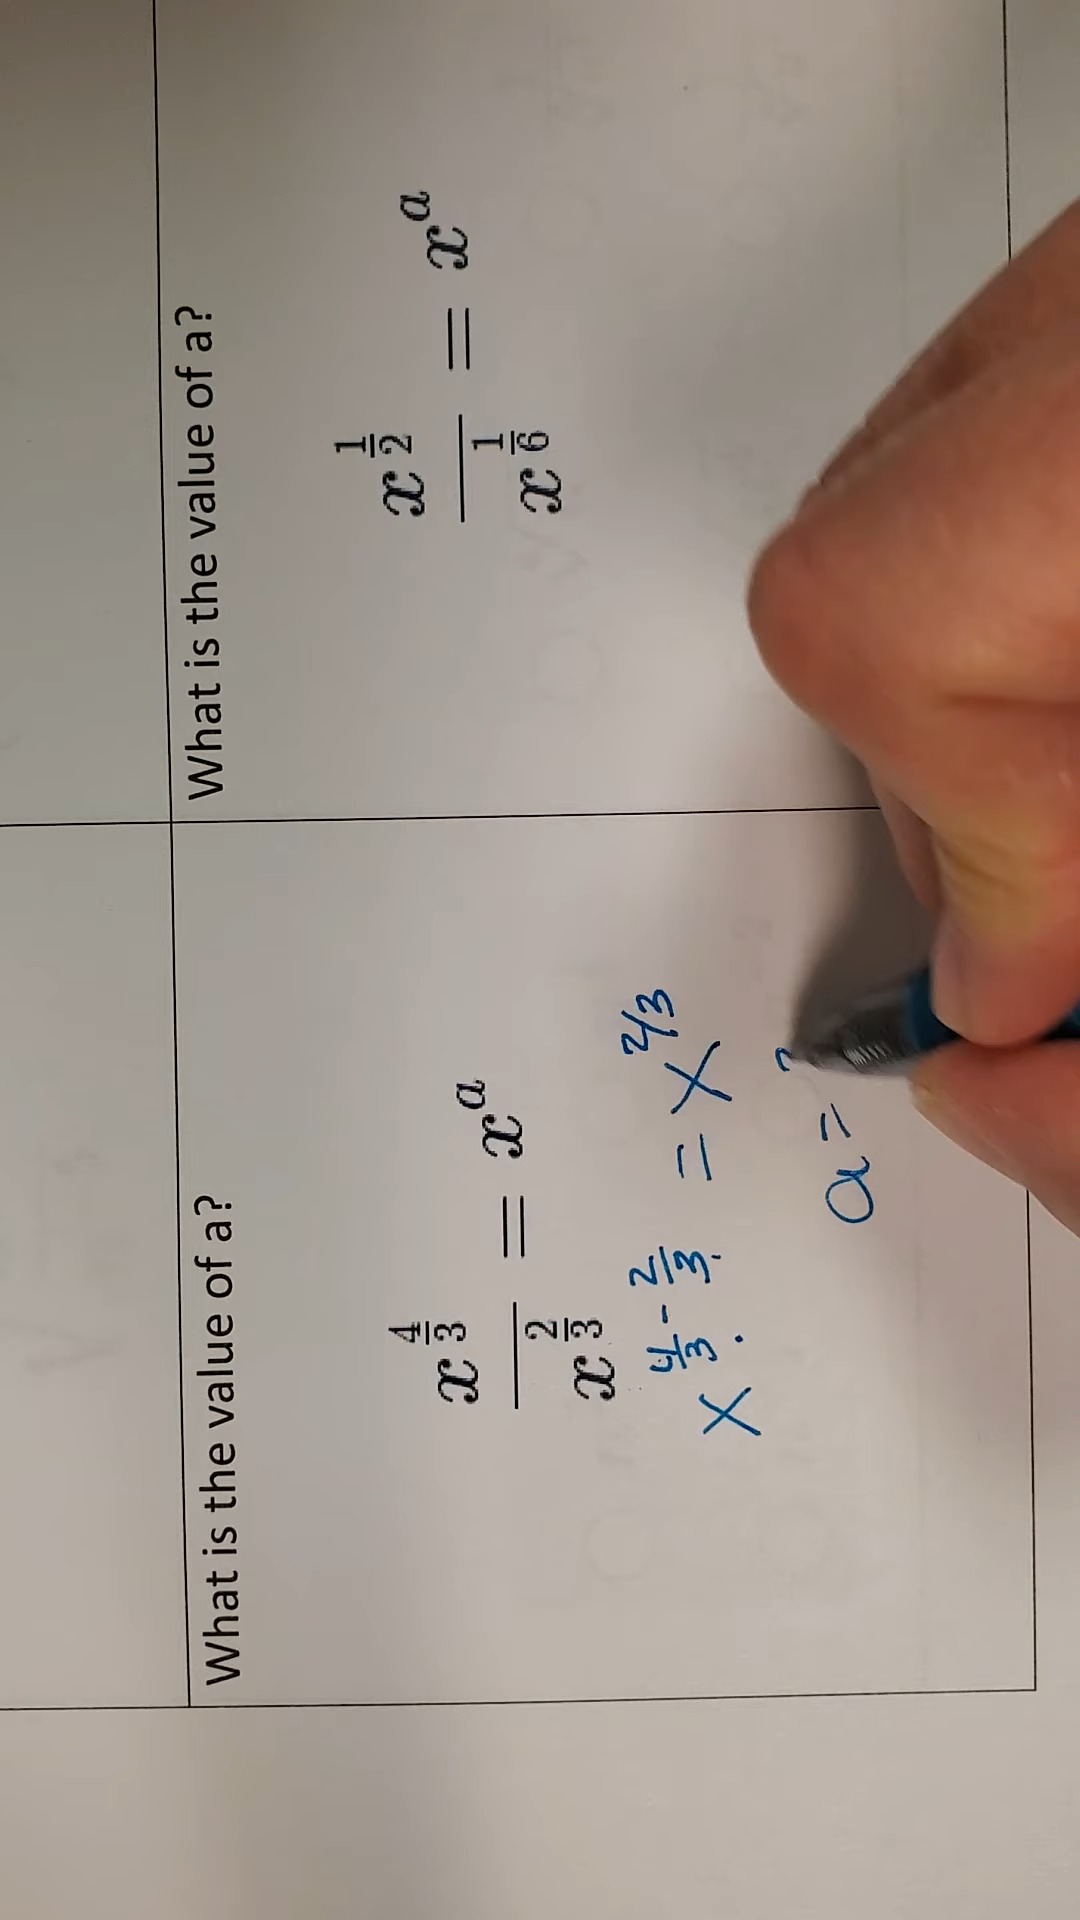 What is the value of a?
x^(4/3) / x^(2/3) = x^a
x^(4/3 - 2/3) = x^(2/3)
a =
What is the value of a?
x^(1/2) / x^(1/6) = x^a